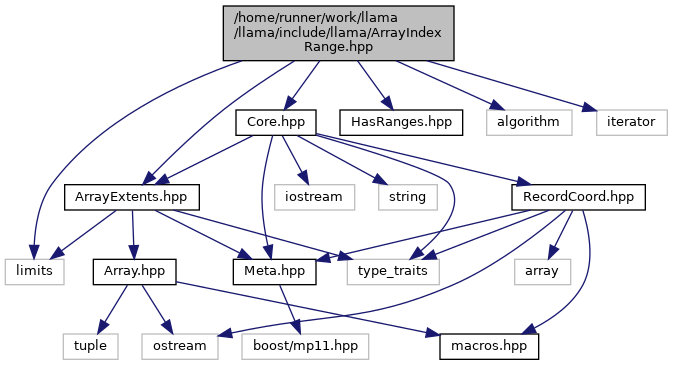 /home/runner/work/llama
/llama/include/llama/ArrayIndex
Range.hpp
Core.hpp
HasRanges.hpp
algorithm
iterator
ArrayExtents.hpp
iostream
string
RecordCoord.hpp
limits
Array.hpp
Meta.hpp
type_traits
array
tuple
ostream
boost/mp11.hpp
macros.hpp